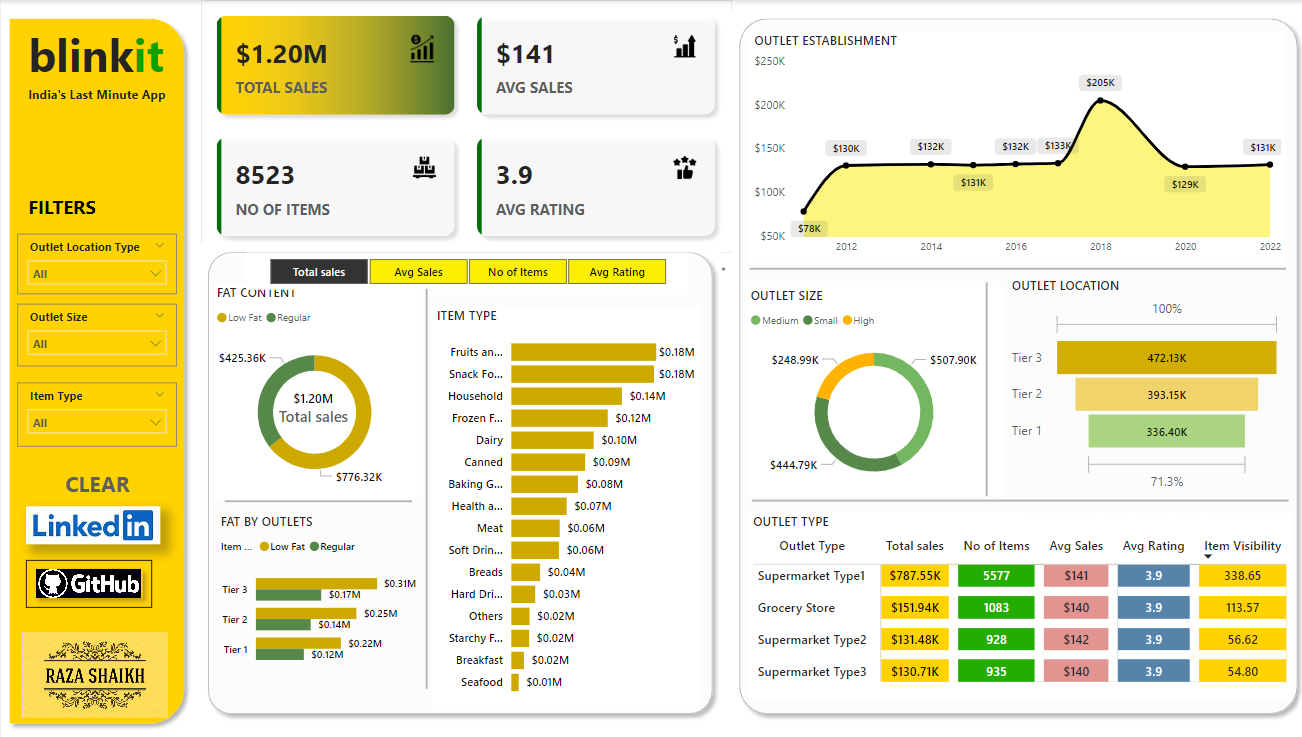 blinkit
India's Last Minute App
FILTERS
Outlet Location Type
All
Outlet Size
All
Item Type
All
CLEAR
LinkedIn
GitHub
RAZA SHAIKH
$1.20M
TOTAL SALES
$141
AVG SALES
8523
NO OF ITEMS
3.9
AVG RATING
Total sales Avg Sales No of Items Avg Rating
FAT CONTENT
Low Fat Regular
$425.36K
$1.20M
Total sales
$776.32K
FAT BY OUTLETS
Item ... Low Fat Regular
Tier 3 $0.31M
$0.17M
Tier 2 $0.25M
$0.14M
Tier 1 $0.22M
$0.12M
ITEM TYPE
Fruits an... $0.18M
Snack Fo... $0.18M
Household $0.14M
Frozen F... $0.12M
Dairy $0.10M
Canned $0.09M
Baking G... $0.08M
Health a... $0.07M
Meat $0.06M
Soft Drin... $0.06M
Breads $0.04M
Hard Dri... $0.03M
Others $0.02M
Starchy F... $0.02M
Breakfast $0.02M
Seafood $0.01M
OUTLET ESTABLISHMENT
$250K
$200K
$150K
$100K
$50K
$78K
$130K
$132K
$131K
$132K
$133K
$205K
$129K
$131K
2012 2014 2016 2018 2020 2022
OUTLET SIZE
Medium Small High
$248.99K
$507.90K
$444.79K
OUTLET LOCATION
100%
Tier 3 472.13K
Tier 2 393.15K
Tier 1 336.40K
71.3%
OUTLET TYPE
Outlet Type Total sales No of Items Avg Sales Avg Rating Item Visibility
Supermarket Type1 $787.55K 5577 $141 3.9 338.65
Grocery Store $151.94K 1083 $140 3.9 113.57
Supermarket Type2 $131.48K 928 $142 3.9 56.62
Supermarket Type3 $130.71K 935 $140 3.9 54.80